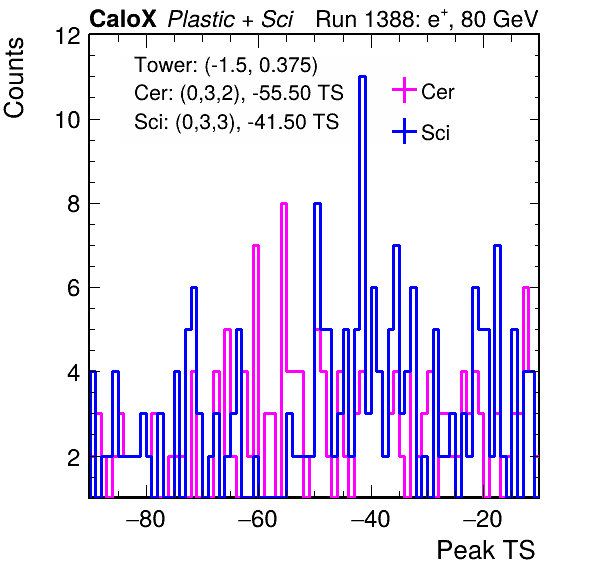 CaloX Plastic + Sci Run 1388: e+, 80 GeV
Counts
Tower: (-1.5, 0.375)
Cer: (0,3,2), -55.50 TS
Sci: (0,3,3), -41.50 TS
Cer
Sci
12
10
8
6
4
2
−80 −60 −40 −20
Peak TS